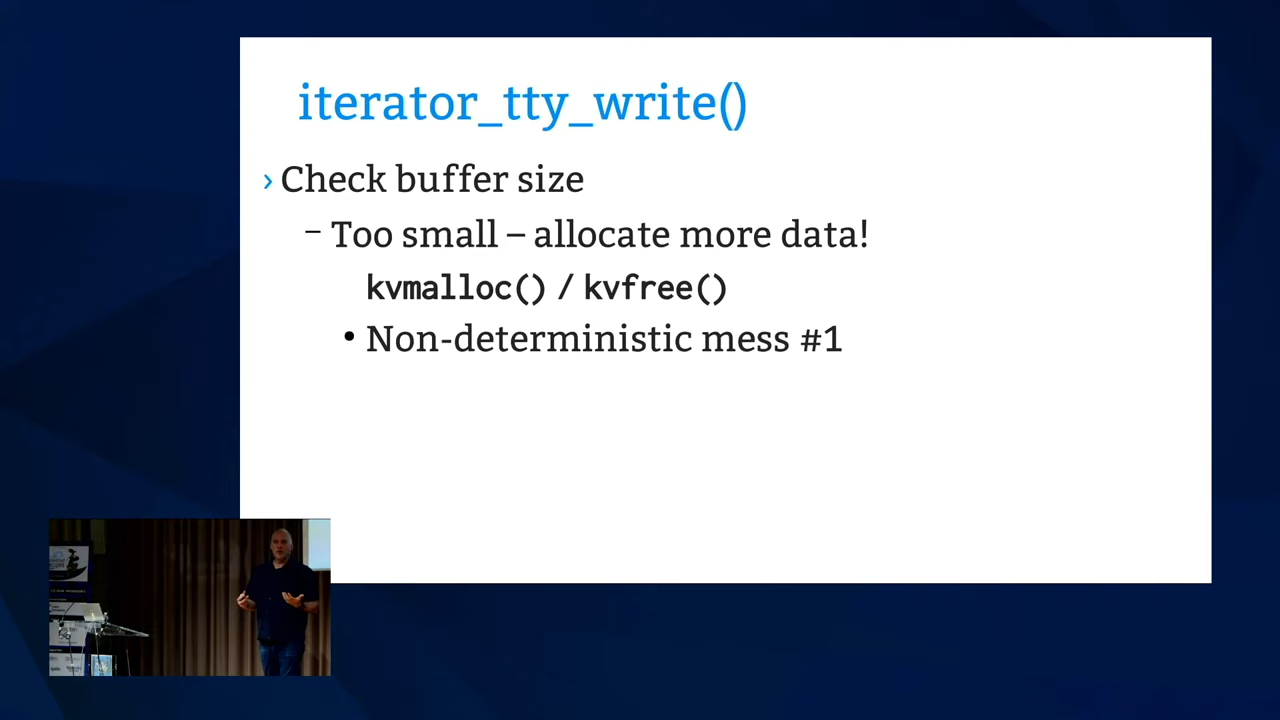 iterator_tty_write()
› Check buffer size
– Too small – allocate more data!
kvmalloc() / kvfree()
• Non-deterministic mess #1